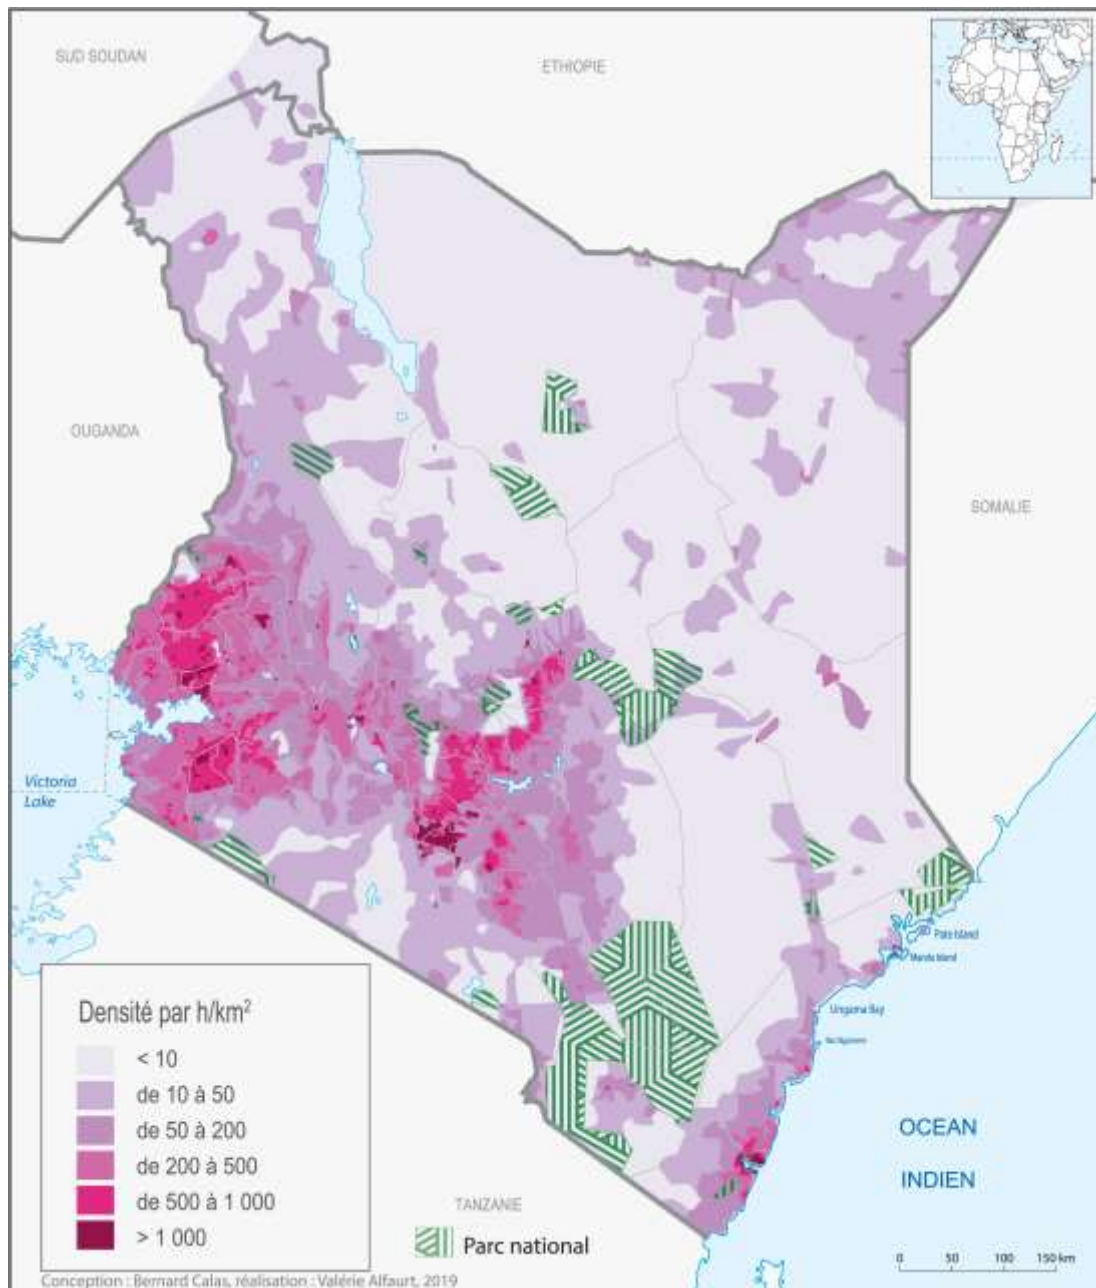 SUD SOUDAN
ETHIOPIE
OUGANDA
SOMALIE
Victoria
Lake
Pate Island
Manda Island
Ungama Bay
Densité par h/km²
< 10
de 10 à 50
de 50 à 200
de 200 à 500
de 500 à 1 000
> 1 000
OCEAN
INDIEN
TANZANIE
Parc national
0 50 100 150 km
Conception : Bernard Calas, réalisation : Valérie Alfaurt, 2019